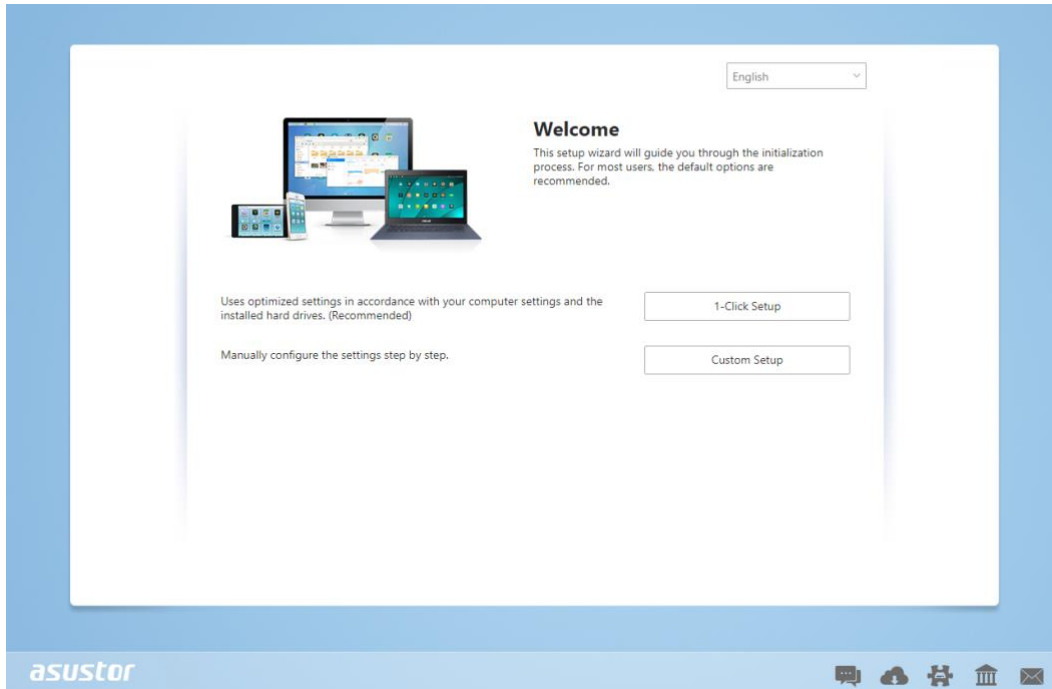 English
Welcome
This setup wizard will guide you through the initialization
process. For most users, the default options are
recommended.
Uses optimized settings in accordance with your computer settings and the
installed hard drives. (Recommended)
1-Click Setup
Manually configure the settings step by step.
Custom Setup
asustor